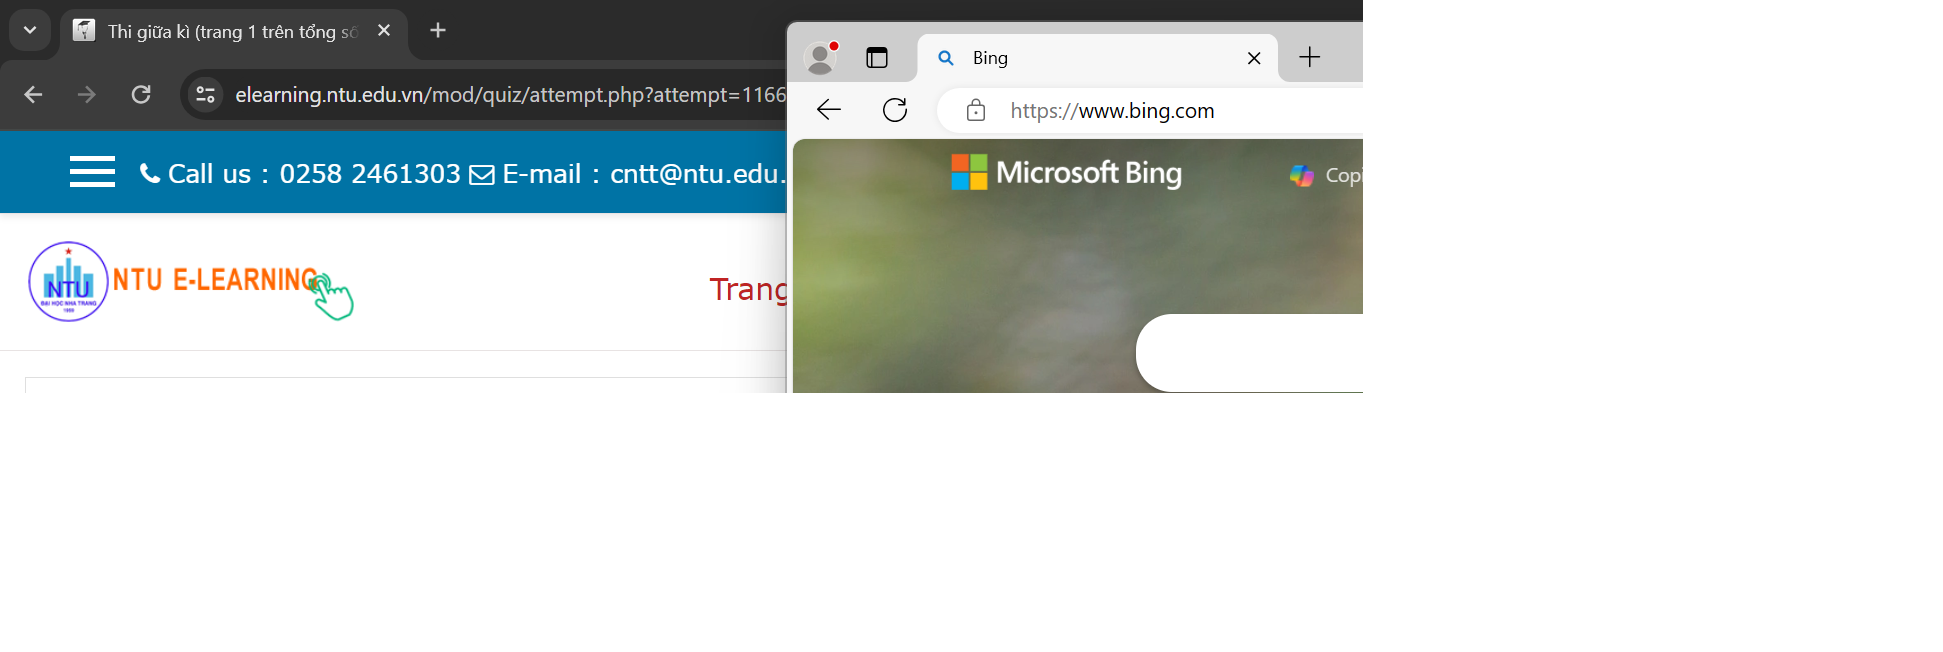 Thi giữa kì (trang 1 trên tổng số
elearning.ntu.edu.vn/mod/quiz/attempt.php?attempt=1166
Call us : 0258 2461303 E-mail : cntt@ntu.edu.
NTU
ĐẠI HỌC NHA TRANG
1959
NTU E-LEARNING
Trang
Bing
https://www.bing.com
Microsoft Bing
Copi